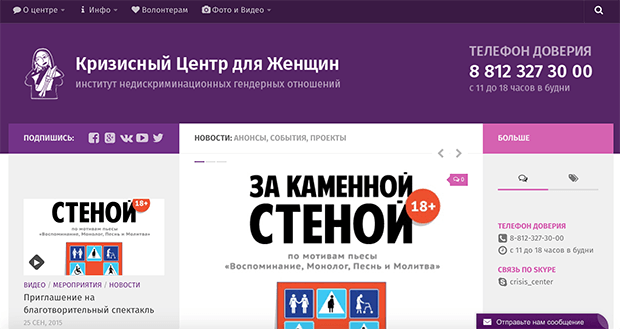 О центре
Инфо
Волонтерам
Фото и Видео
Кризисный Центр для Женщин
институт недискриминационных гендерных отношений
ТЕЛЕФОН ДОВЕРИЯ
8 812 327 30 00
с 11 до 18 часов в будни
ПОДПИШИСЬ:
НОВОСТИ: АНОНСЫ, СОБЫТИЯ, ПРОЕКТЫ
БОЛЬШЕ
СТЕНОЙ
18+
по мотивам пьесы
«Воспоминание, Монолог, Песнь и Молитва»
ВИДЕО / МЕРОПРИЯТИЯ / НОВОСТИ
Приглашение на
благотворительный спектакль
25 СЕН, 2015
0
ЗА КАМЕННОЙ
СТЕНОЙ
18+
по мотивам пьесы
«Воспоминание, Монолог, Песнь и Молитва»
ТЕЛЕФОН ДОВЕРИЯ
8-812-327-30-00
с 11 до 18 часов в будни
СВЯЗЬ ПО SKYPE
crisis_center
Отправьте нам сообщение